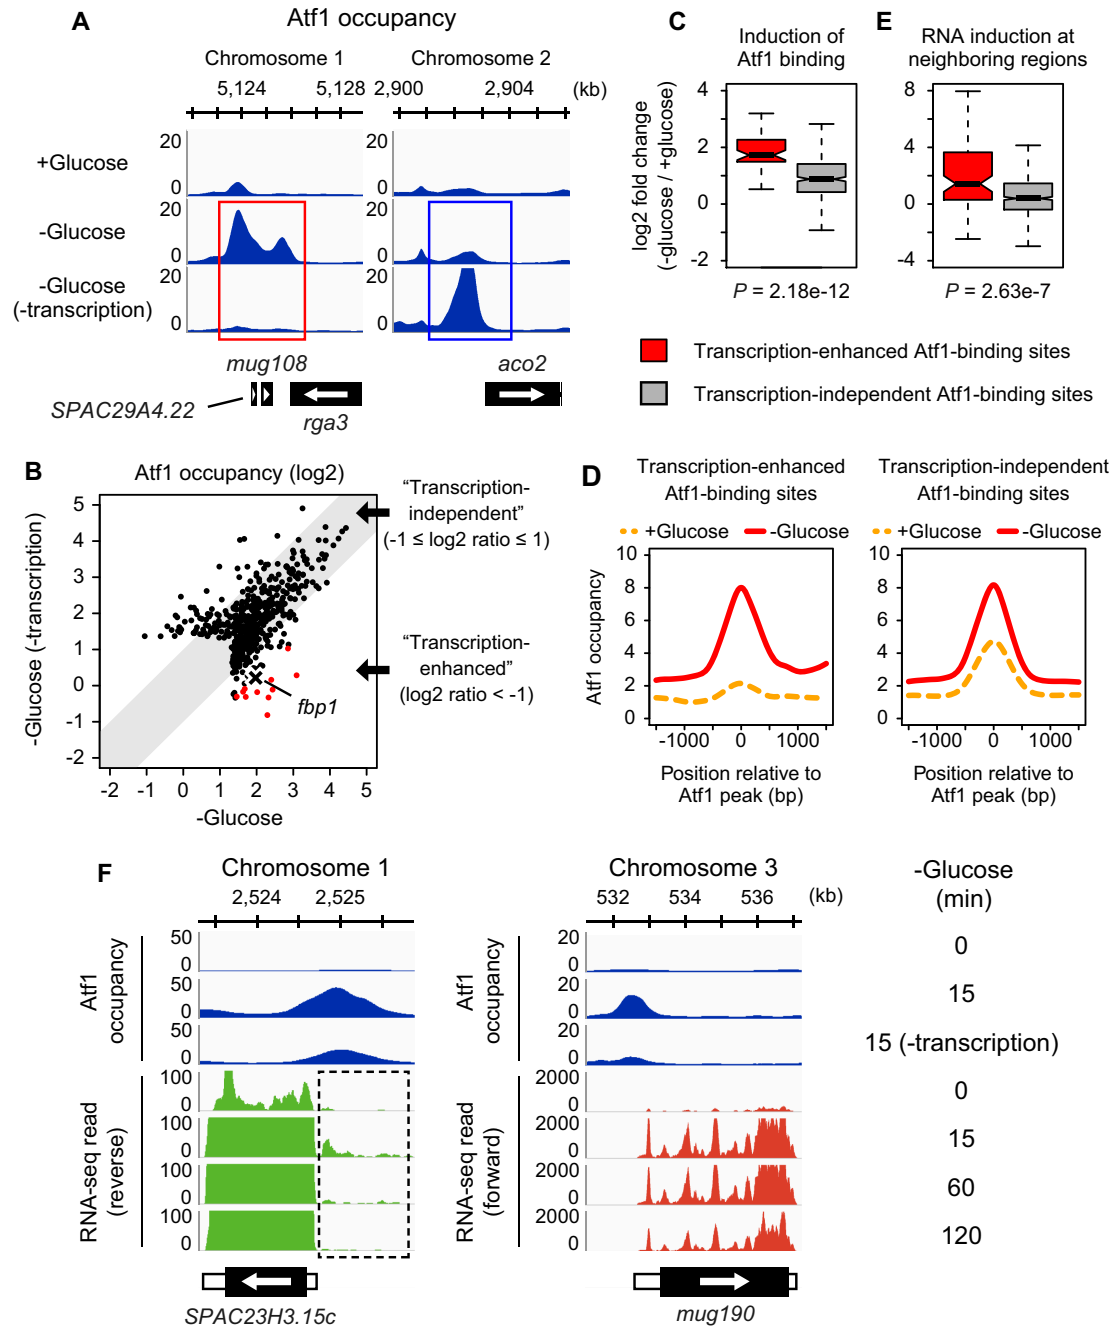 A
Atf1 occupancy
Chromosome 1
Chromosome 2
5,124
5,128
2,900
2,904
(kb)
+Glucose
20
0
20
0
-Glucose
20
0
20
0
-Glucose
(-transcription)
20
0
20
0
mug108
aco2
SPAC29A4.22
rga3
C
Induction of
Atf1 binding
log2 fold change
(-glucose / +glucose)
4
2
0
-2
P = 2.18e-12
E
RNA induction at
neighboring regions
8
4
0
-4
P = 2.63e-7
Transcription-enhanced Atf1-binding sites
Transcription-independent Atf1-binding sites
B
Atf1 occupancy (log2)
-Glucose (-transcription)
5
4
3
2
1
0
-1
-2
-2 -1 0 1 2 3 4 5
-Glucose
fbp1
“Transcription-
independent”
(-1 ≤ log2 ratio ≤ 1)
“Transcription-
enhanced”
(log2 ratio < -1)
D
Transcription-enhanced
Atf1-binding sites
+Glucose
-Glucose
Atf1 occupancy
10
8
6
4
2
0
-1000 0 1000
Position relative to
Atf1 peak (bp)
Transcription-independent
Atf1-binding sites
+Glucose
-Glucose
10
8
6
4
2
0
-1000 0 1000
Position relative to
Atf1 peak (bp)
F
Chromosome 1
2,524
2,525
Chromosome 3
532
534
536
(kb)
-Glucose
(min)
Atf1
occupancy
50
0
50
0
50
0
Atf1
occupancy
20
0
20
0
20
0
0
15
15 (-transcription)
RNA-seq read
(reverse)
100
0
100
0
100
0
100
0
RNA-seq read
(forward)
2000
0
2000
0
2000
0
2000
0
0
15
60
120
SPAC23H3.15c
mug190